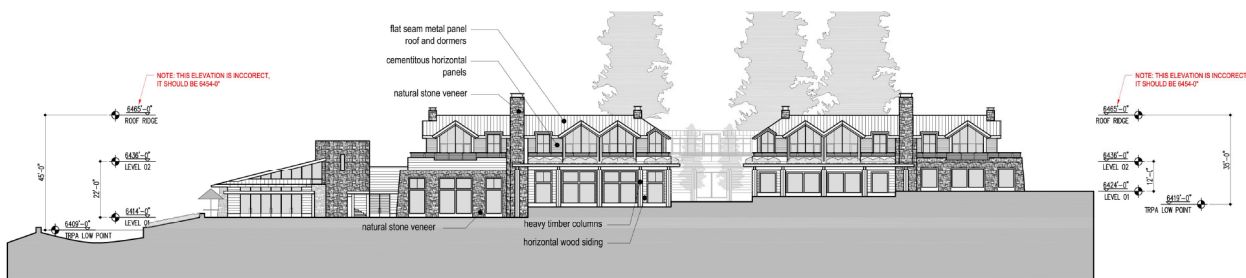 flat seam metal panel
roof and dormers
cementitous horizontal
panels
natural stone veneer
NOTE: THIS ELEVATION IS INCCORECT,
IT SHOULD BE 6454-0"
6465'-0"
ROOF RIDGE
6436'-0"
LEVEL 02
45'-0"
22'-0"
6414'-0"
LEVEL 01
6409'-0"
TRPA LOW POINT
natural stone veneer
heavy timber columns
horizontal wood siding
NOTE: THIS ELEVATION IS INCCORECT
IT SHOULD BE 6454-0"
6465'-0"
ROOF RIDGE
6436'-0"
LEVEL 02
35'-0"
12'-0"
6424'-0"
LEVEL 01
6419'-0"
TRPA LOW POINT